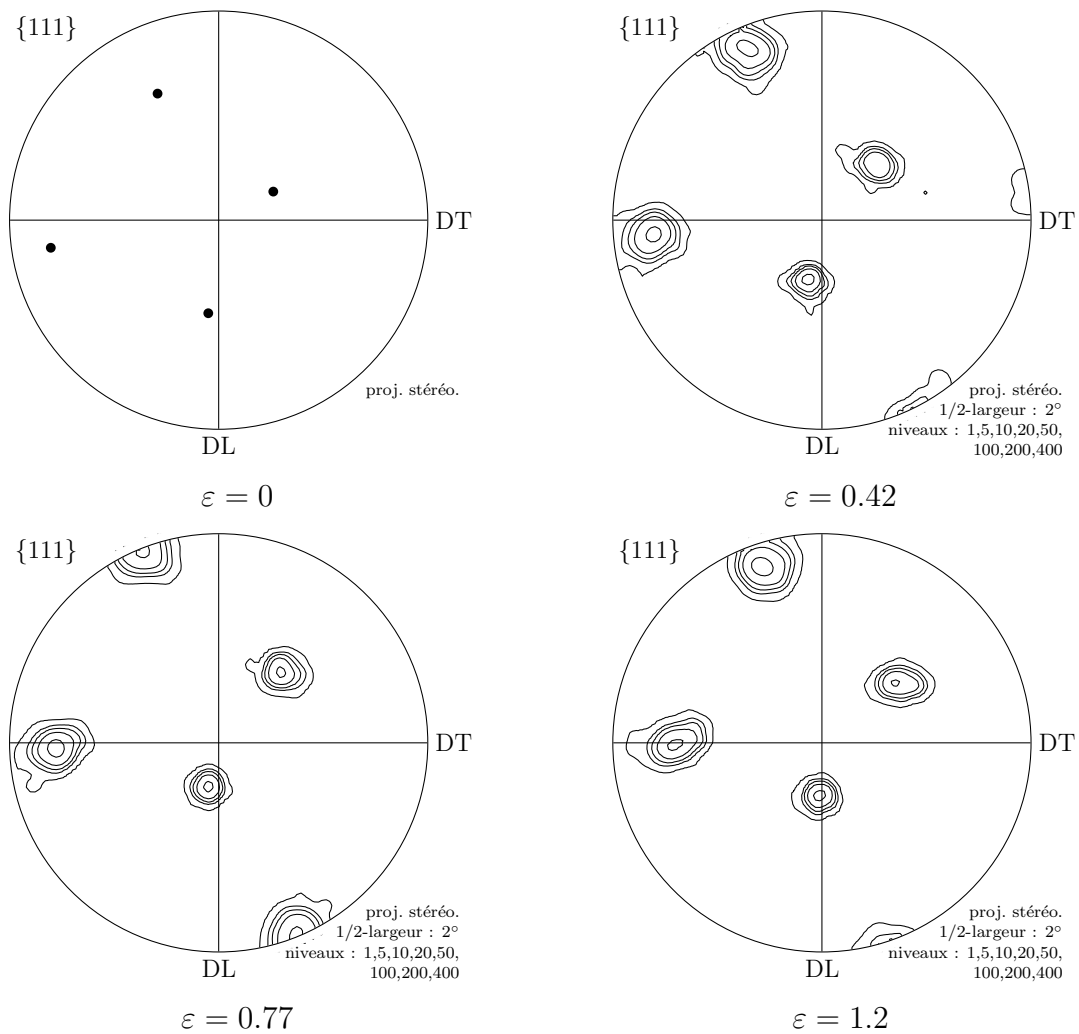 {111}
DT
proj. stéréo.
DL
ε = 0
{111}
DT
proj. stéréo.
1/2-largeur : 2°
niveaux : 1,5,10,20,50,
100,200,400
DL
ε = 0.42
{111}
DT
proj. stéréo.
1/2-largeur : 2°
niveaux : 1,5,10,20,50,
100,200,400
DL
ε = 0.77
{111}
DT
proj. stéréo.
1/2-largeur : 2°
niveaux : 1,5,10,20,50,
100,200,400
DL
ε = 1.2